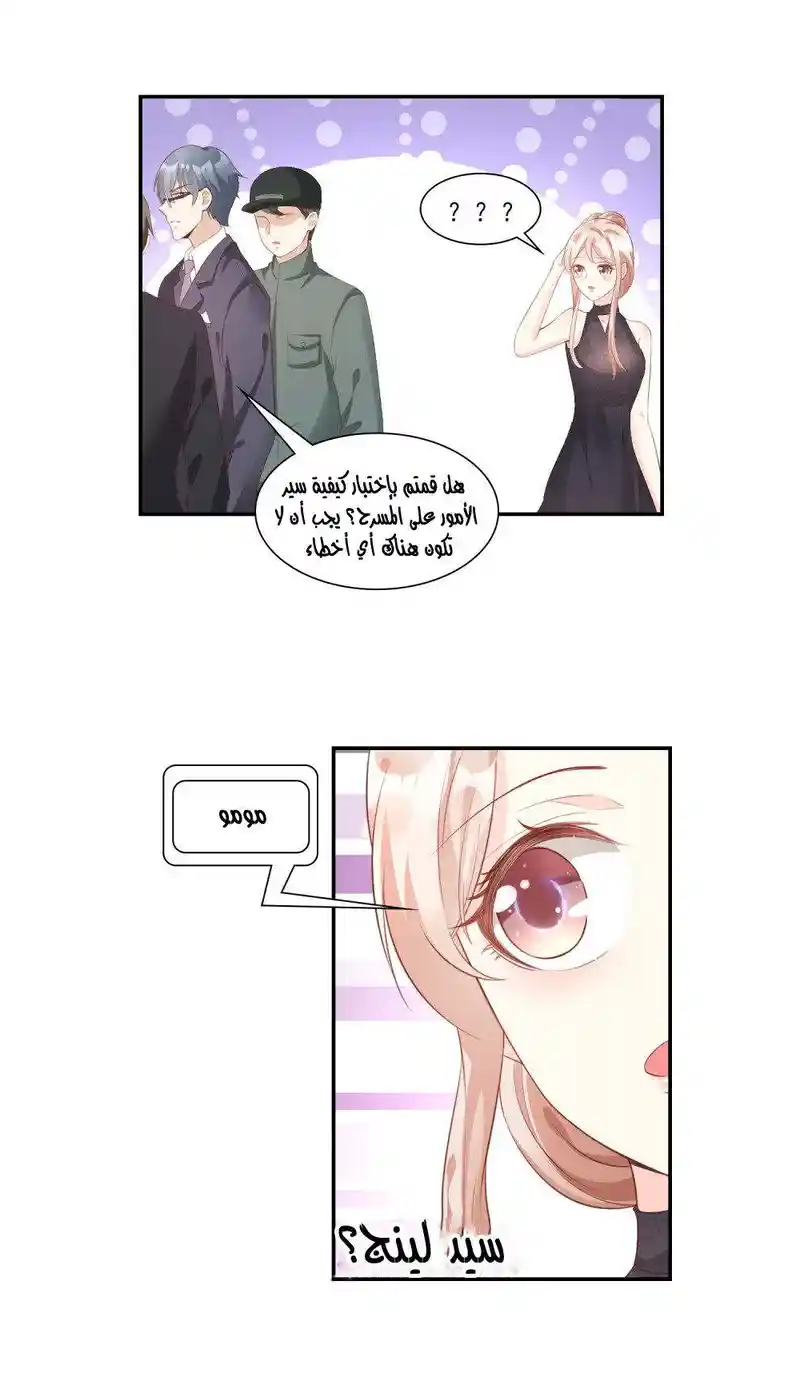 ? ? ?
هل قمتم بإختبار كيفية سير
الأمور على المسرح؟ يجب أن لا
تكون هناك أي أخطاء
مومو
سيد لينج؟